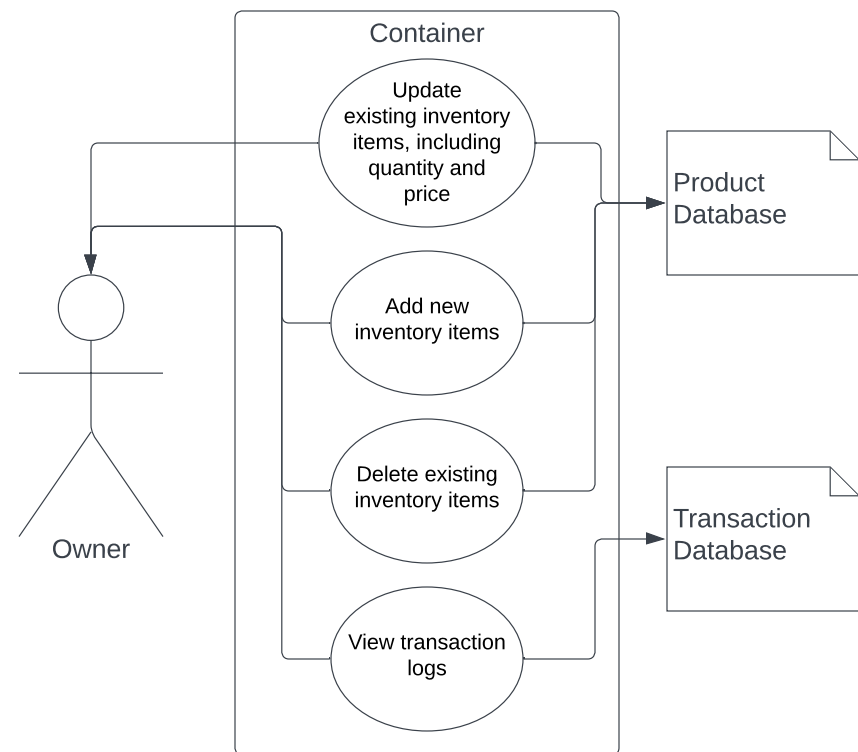 Container
Update
existing inventory
items, including
quantity and
price
Product
Database
Add new
inventory items
Delete existing
inventory items
Transaction
Database
Owner
View transaction
logs